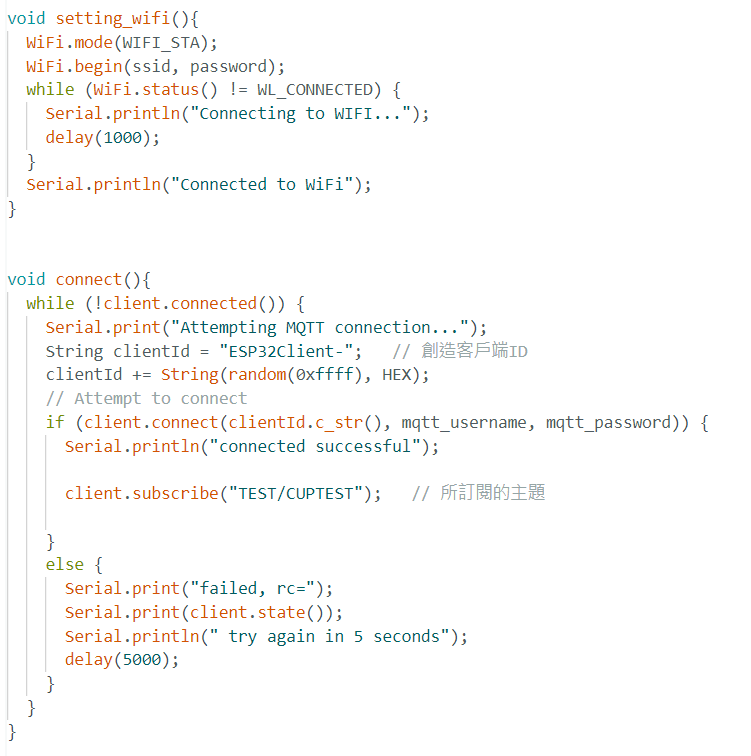 void setting_wifi(){
  WiFi.mode(WIFI_STA);
  WiFi.begin(ssid, password);
  while (WiFi.status() != WL_CONNECTED) {
    Serial.println("Connecting to WIFI...");
    delay(1000);
  }
  Serial.println("Connected to WiFi");
}
void connect(){
  while (!client.connected()) {
    Serial.print("Attempting MQTT connection...");
    String clientId = "ESP32Client-";   // 創造客戶端ID
    clientId += String(random(0xffff), HEX);
    // Attempt to connect
    if (client.connect(clientId.c_str(), mqtt_username, mqtt_password)) {
      Serial.println("connected successful");
      client.subscribe("TEST/CUPTEST");   // 所訂閱的主題
    }
    else {
      Serial.print("failed, rc=");
      Serial.print(client.state());
      Serial.println(" try again in 5 seconds");
      delay(5000);
    }
  }
}